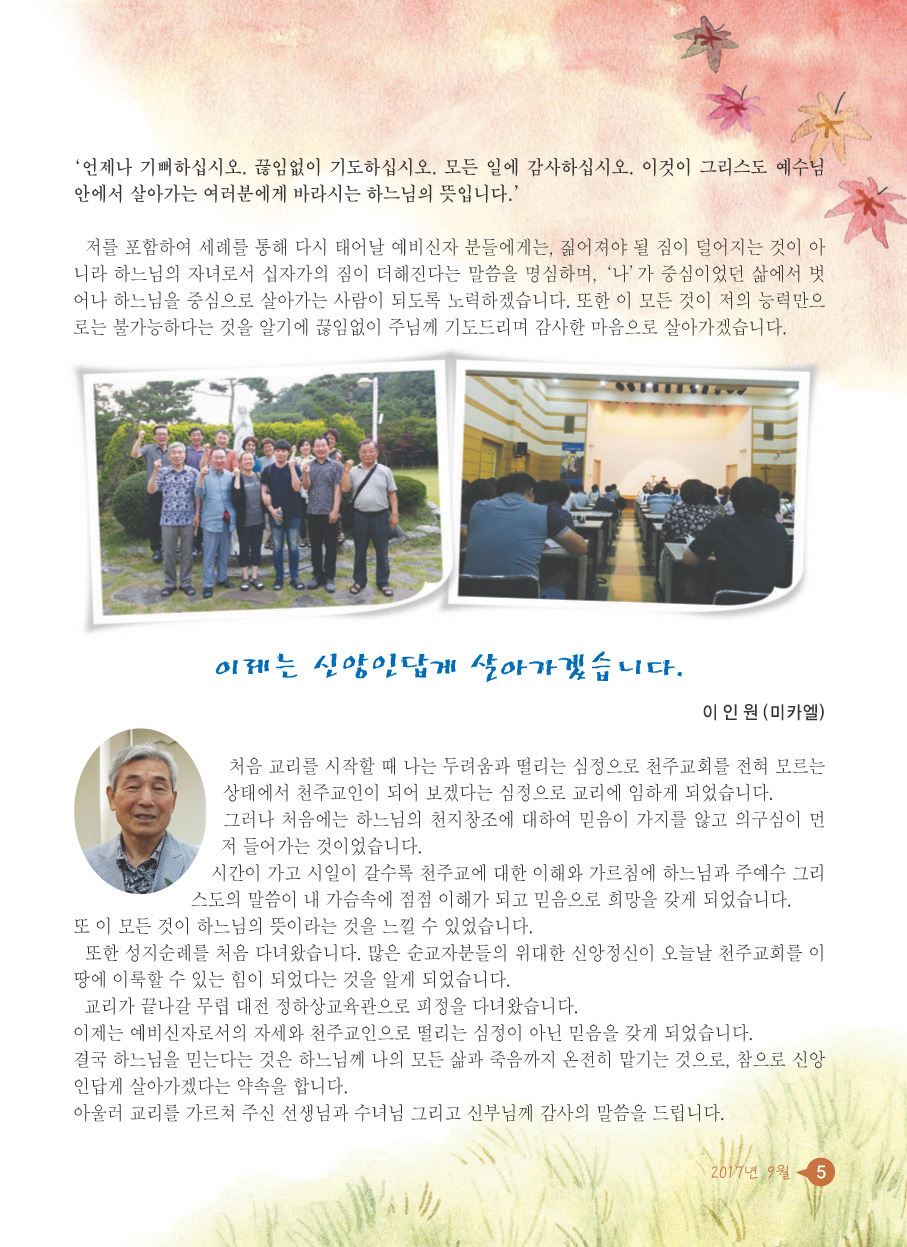 ‘언제나 기뻐하십시오. 끊임없이 기도하십시오. 모든 일에 감사하십시오. 이것이 그리스도 예수님
안에서 살아가는 여러분에게 바라시는 하느님의 뜻입니다.’
저를 포함하여 세례를 통해 다시 태어날 예비신자 분들에게는, 짊어져야 될 짐이 덜어지는 것이 아
니라 하느님의 자녀로서 십자가의 짐이 더해진다는 말씀을 명심하며, ‘나’가 중심이었던 삶에서 벗
어나 하느님을 중심으로 살아가는 사람이 되도록 노력하겠습니다. 또한 이 모든 것이 저의 능력만으
로는 불가능하다는 것을 알기에 끊임없이 주님께 기도드리며 감사한 마음으로 살아가겠습니다.
이제는 신앙인답게 살아가겠습니다.
이 인 원 (미카엘)
처음 교리를 시작할 때 나는 두려움과 떨리는 심정으로 천주교회를 전혀 모르는
상태에서 천주교인이 되어 보겠다는 심정으로 교리에 임하게 되었습니다.
그러나 처음에는 하느님의 천지창조에 대하여 믿음이 가지를 않고 의구심이 먼
저 들어가는 것이었습니다.
시간이 가고 시일이 갈수록 천주교에 대한 이해와 가르침에 하느님과 주예수 그리
스도의 말씀이 내 가슴속에 점점 이해가 되고 믿음으로 희망을 갖게 되었습니다.
또 이 모든 것이 하느님의 뜻이라는 것을 느낄 수 있었습니다.
또한 성지순례를 처음 다녀왔습니다. 많은 순교자분들의 위대한 신앙정신이 오늘날 천주교회를 이
땅에 이룩할 수 있는 힘이 되었다는 것을 알게 되었습니다.
교리가 끝나갈 무렵 대전 정하상교육관으로 피정을 다녀왔습니다.
이제는 예비신자로서의 자세와 천주교인으로 떨리는 심정이 아닌 믿음을 갖게 되었습니다.
결국 하느님을 믿는다는 것은 하느님께 나의 모든 삶과 죽음까지 온전히 맡기는 것으로, 참으로 신앙
인답게 살아가겠다는 약속을 합니다.
아울러 교리를 가르쳐 주신 선생님과 수녀님 그리고 신부님께 감사의 말씀을 드립니다.
2017년 9월 5